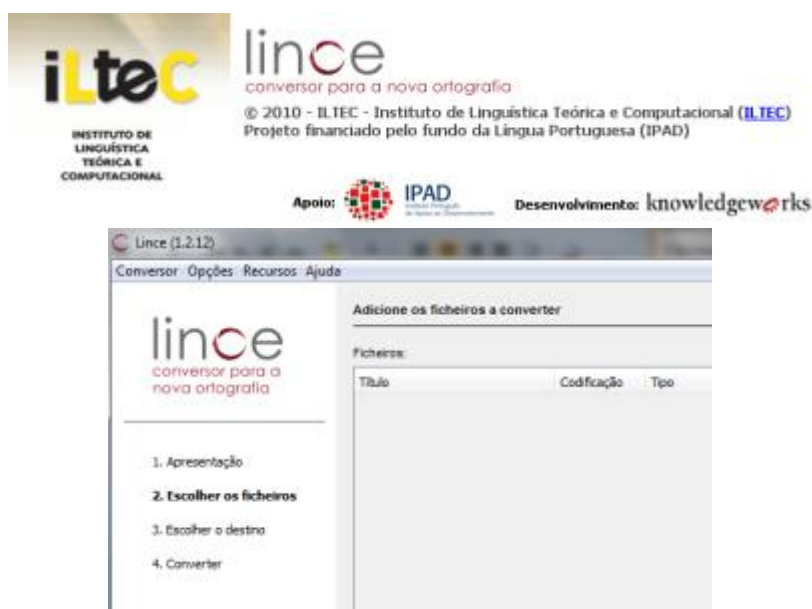 iLteC
INSTITUTO DE
LINGUÍSTICA
TEÓRICA E
COMPUTACIONAL
lince
conversor para a nova ortografia
© 2010 - ILTEC - Instituto de Linguística Teórica e Computacional (ILTEC)
Projeto financiado pelo fundo da Língua Portuguesa (IPAD)
Apoio:
IPAD
Desenvolvimento: knowledgeworks
Lince (1.2.12)
Conversor Opções Recursos Ajuda
lince
conversor para a
nova ortografia
1. Apresentação
2. Escolher os ficheiros
3. Escolher o destino
4. Converter
Adicione os ficheiros a converter
Ficheiros:
Título Codificação Tipo